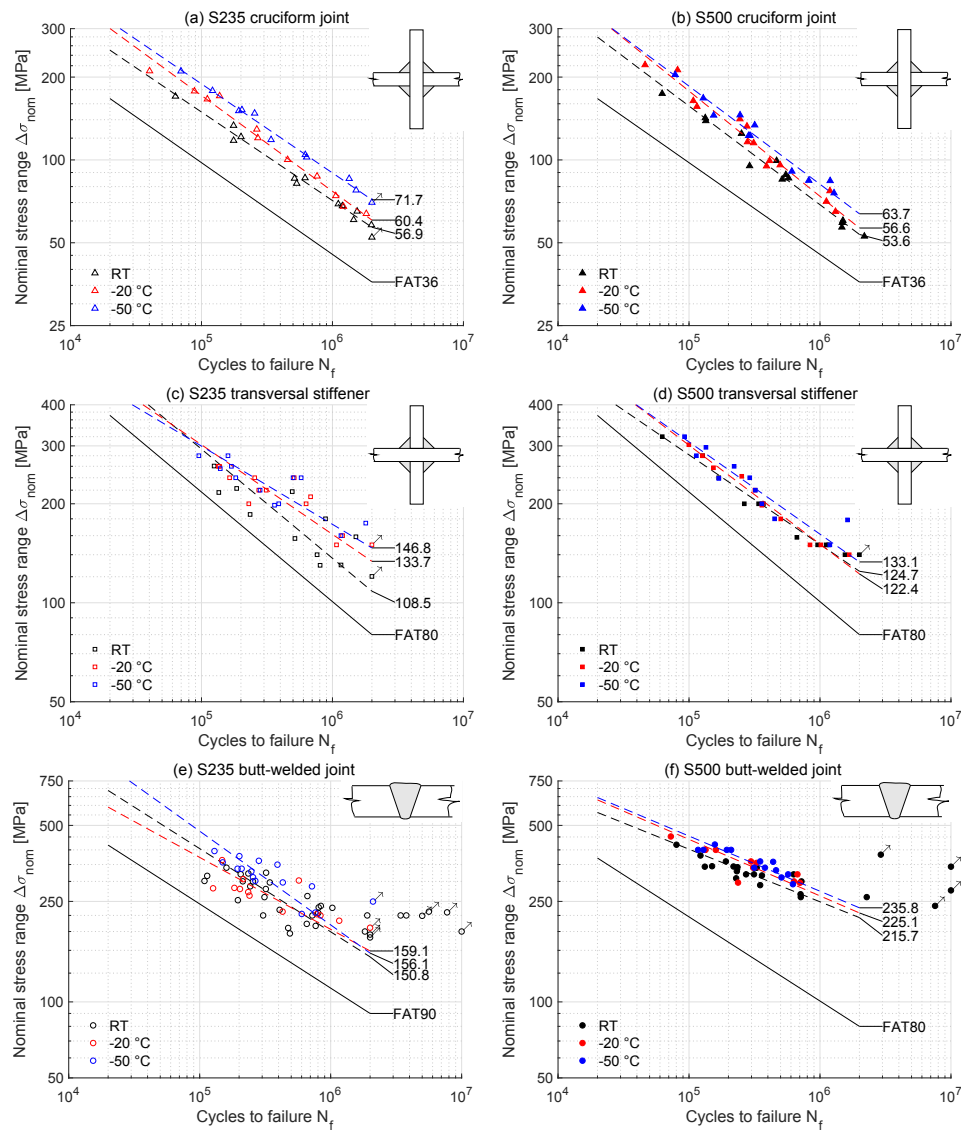 (a) S235 cruciform joint
Nominal stress range Δσnom [MPa]
300
200
100
50
25
71.7
60.4
56.9
FAT36
RT
-20 °C
-50 °C
10^4
10^5
10^6
10^7
Cycles to failure Nf
(b) S500 cruciform joint
Nominal stress range Δσnom [MPa]
300
200
100
50
25
63.7
56.6
53.6
FAT36
RT
-20 °C
-50 °C
10^4
10^5
10^6
10^7
Cycles to failure Nf
(c) S235 transversal stiffener
Nominal stress range Δσnom [MPa]
400
300
200
100
50
146.8
133.7
108.5
FAT80
RT
-20 °C
-50 °C
10^4
10^5
10^6
10^7
Cycles to failure Nf
(d) S500 transversal stiffener
Nominal stress range Δσnom [MPa]
400
300
200
100
50
133.1
124.7
122.4
FAT80
RT
-20 °C
-50 °C
10^4
10^5
10^6
10^7
Cycles to failure Nf
(e) S235 butt-welded joint
Nominal stress range Δσnom [MPa]
750
500
250
100
50
159.1
156.1
150.8
FAT90
RT
-20 °C
-50 °C
10^4
10^5
10^6
10^7
Cycles to failure Nf
(f) S500 butt-welded joint
Nominal stress range Δσnom [MPa]
750
500
250
100
50
235.8
225.1
215.7
FAT80
RT
-20 °C
-50 °C
10^4
10^5
10^6
10^7
Cycles to failure Nf